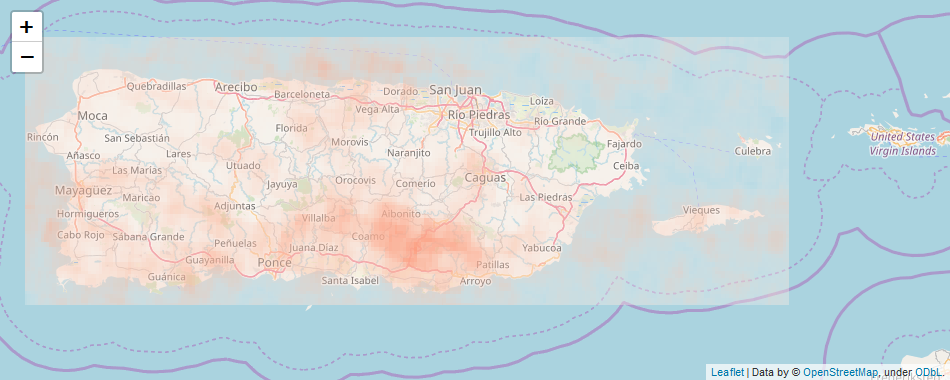 +
−
Quebradillas
Arecibo
Barceloneta
Dorado
San Juan
Loiza
Moca
Vega Alta
Río Piedras
Río Grande
Rincón
San Sebastián
Florida
Morovis
Trujillo Alto
Fajardo
United States
Virgin Islands
Añasco
Lares
Naranjito
Culebra
Las Marías
Utuado
Ceiba
Mayagüez
Maricao
Jayuya
Orocovis
Comerio
Caguas
Las Piedras
Hormigueros
Adjuntas
Villalba
Aibonito
Vieques
Cabo Rojo
Sábana Grande
Peñuelas
Juana Díaz
Coamo
Yabucoa
Guánica
Guayanilla
Ponce
Santa Isabel
Patillas
Arroyo
Leaflet | Data by © OpenStreetMap, under ODbL.